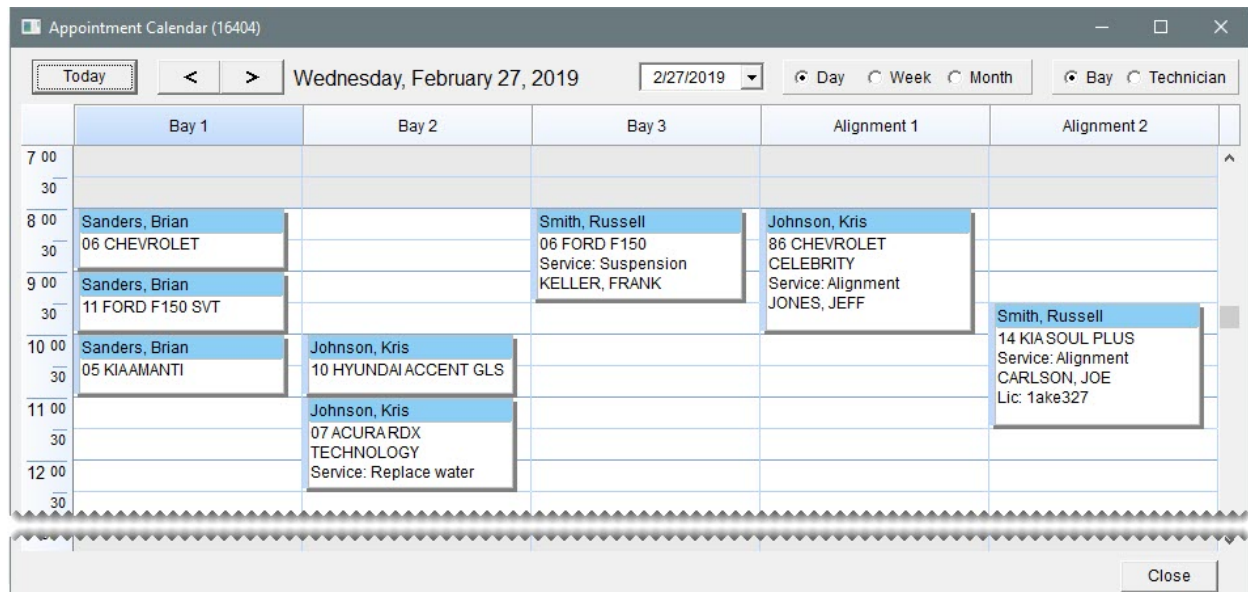 Appointment Calendar (16404)
Today < > Wednesday, February 27, 2019 2/27/2019 Day Week Month Bay Technician
Bay 1 Bay 2 Bay 3 Alignment 1 Alignment 2
7 00
30
8 00
30
9 00
30
10 00
30
11 00
30
12 00
30
Sanders, Brian
06 CHEVROLET
Sanders, Brian
11 FORD F150 SVT
Sanders, Brian
05 KIA AMANTI
Johnson, Kris
10 HYUNDAI ACCENT GLS
Johnson, Kris
07 ACURA RDX
TECHNOLOGY
Service: Replace water
Smith, Russell
06 FORD F150
Service: Suspension
KELLER, FRANK
Johnson, Kris
86 CHEVROLET
CELEBRITY
Service: Alignment
JONES, JEFF
Smith, Russell
14 KIA SOUL PLUS
Service: Alignment
CARLSON, JOE
Lic: 1ake327
Close